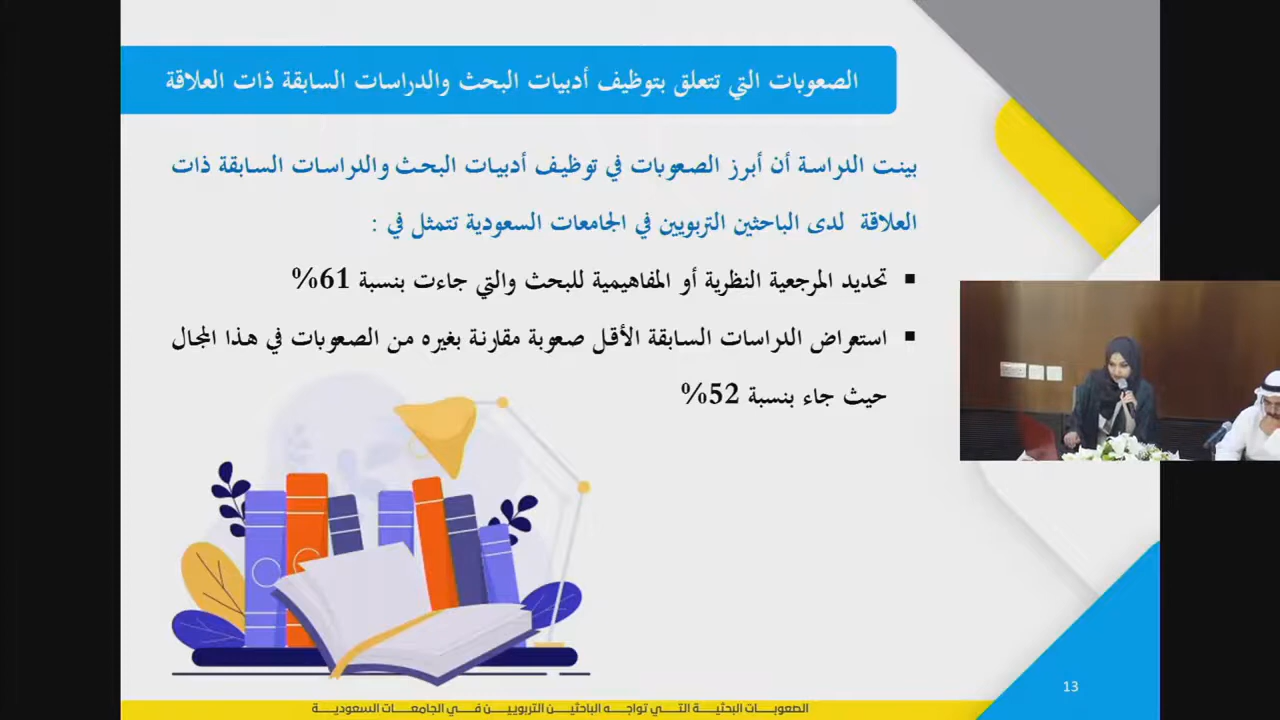 الصعوبات التي تتعلق بتوظيف أدبيات البحث والدراسات السابقة ذات العلاقة
بينت الدراسة أن أبرز الصعوبات في توظيف أدبيات البحث والدراسات السابقة ذات
العلاقة لدى الباحثين التربويين في الجامعات السعودية تتمثل في :
▪ تحديد المرجعية النظرية أو المفاهيمية للبحث والتي جاءت بنسبة 61%
▪ استعراض الدراسات السابقة الأقل صعوبة مقارنة بغيره من الصعوبات في هذا المجال
حيث جاء بنسبة 52%
13
الصعوبات البحثية التي تواجه الباحثين التربويين في الجامعات السعودية